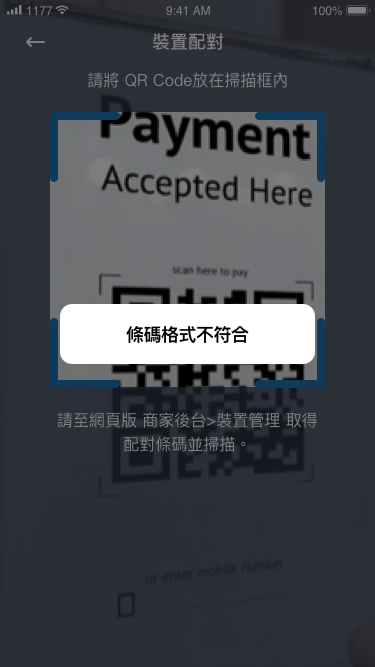 1177
9:41 AM
100%
裝置配對
請將 QR Code放在掃描框內
Payment
Accepted Here
scan here to pay
條碼格式不符合
請至網頁版 商家後台>裝置管理 取得
配對條碼並掃描。
or enter mobile number